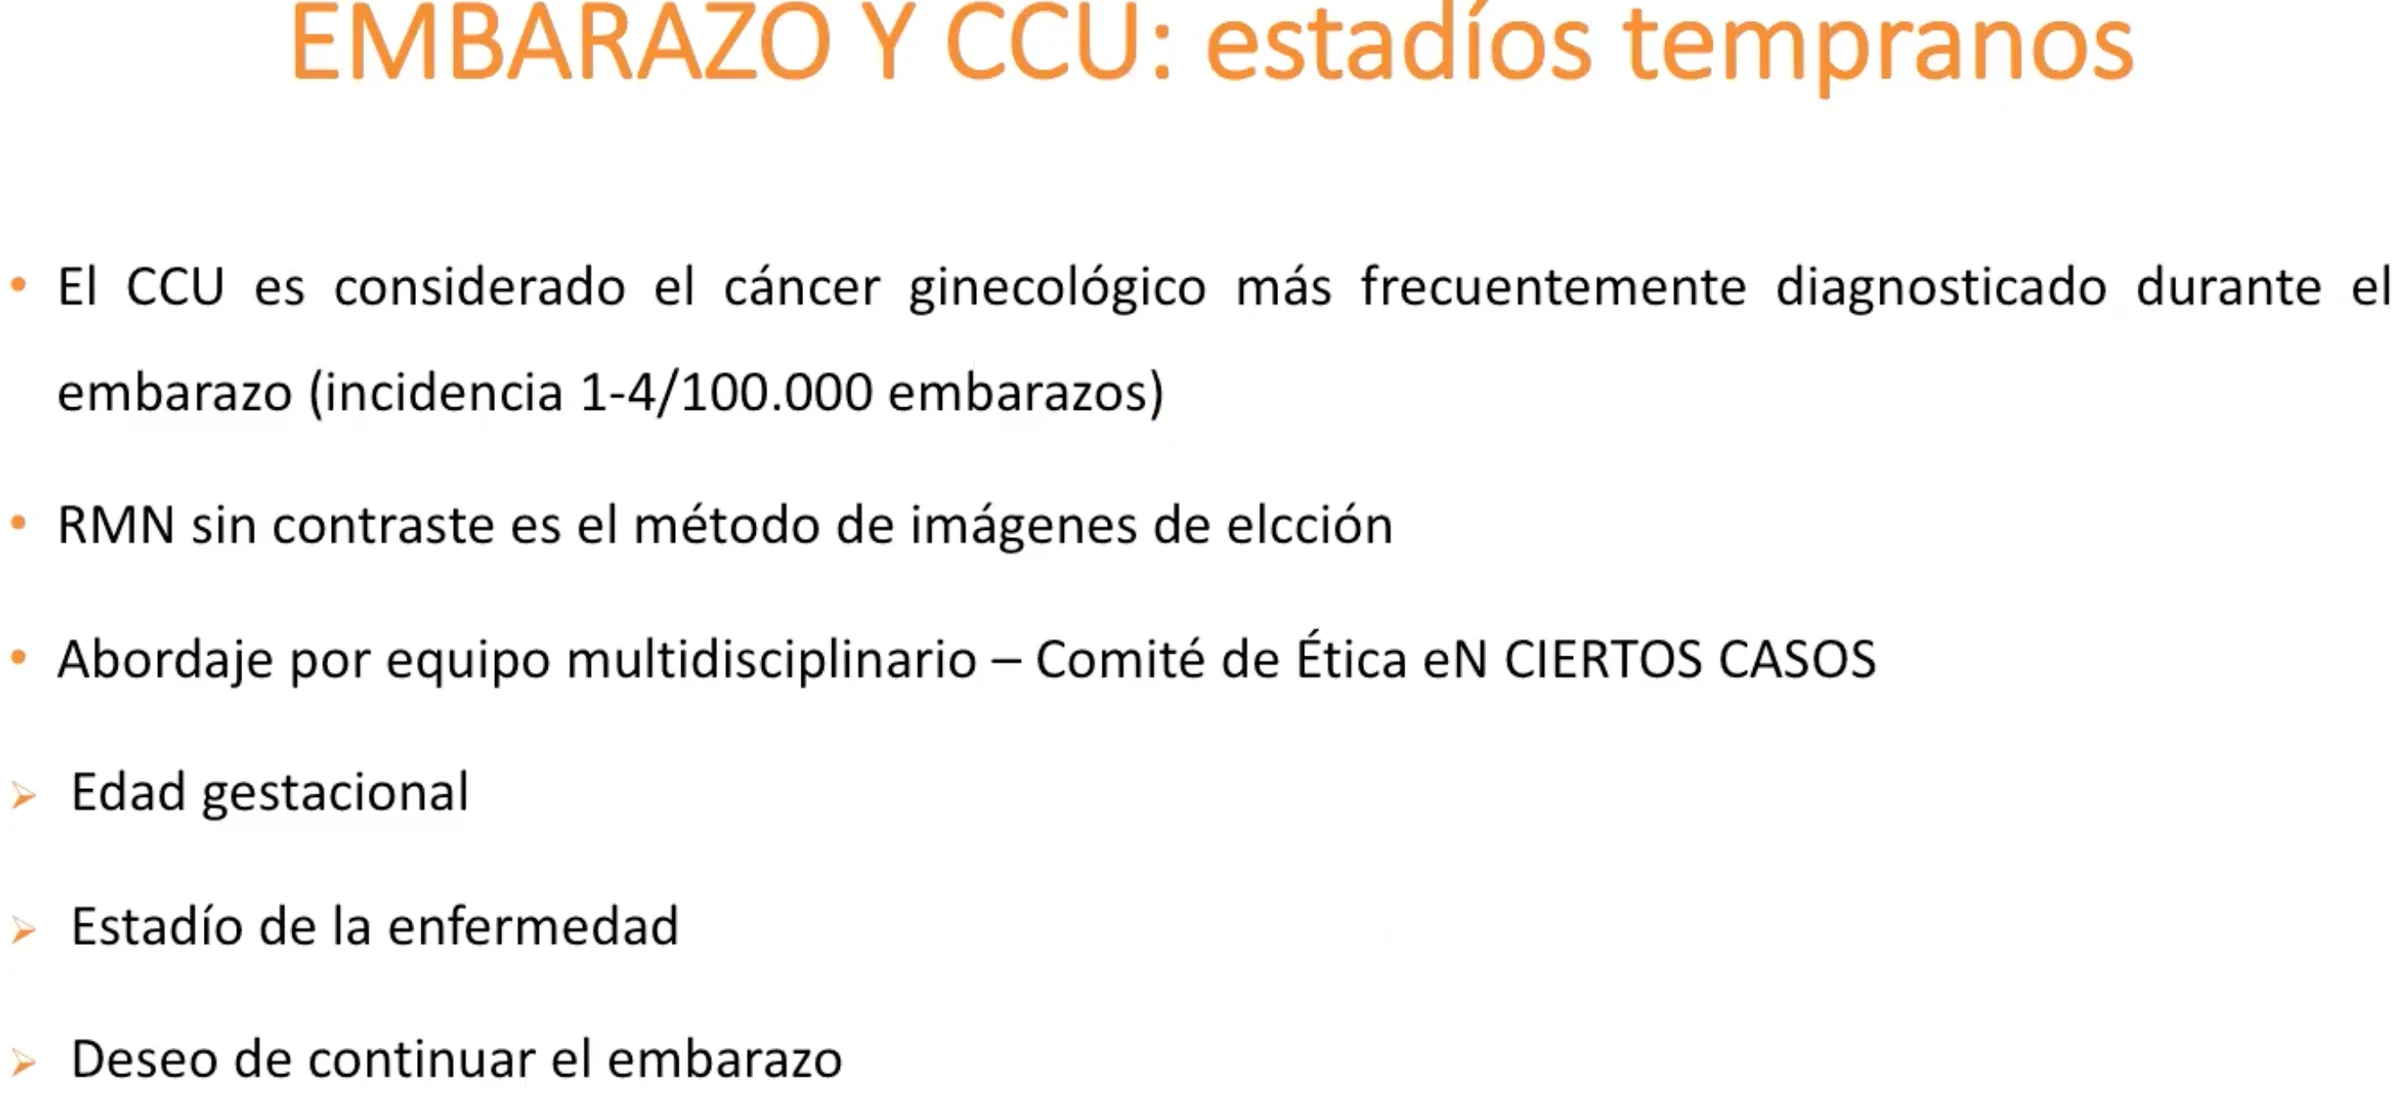 EMBARAZO Y CCU: estadíos tempranos
• El CCU es considerado el cáncer ginecológico más frecuentemente diagnosticado durante el
embarazo (incidencia 1-4/100.000 embarazos)
• RMN sin contraste es el método de imágenes de elcción
• Abordaje por equipo multidisciplinario – Comité de Ética eN CIERTOS CASOS
➢ Edad gestacional
➢ Estadío de la enfermedad
➢ Deseo de continuar el embarazo